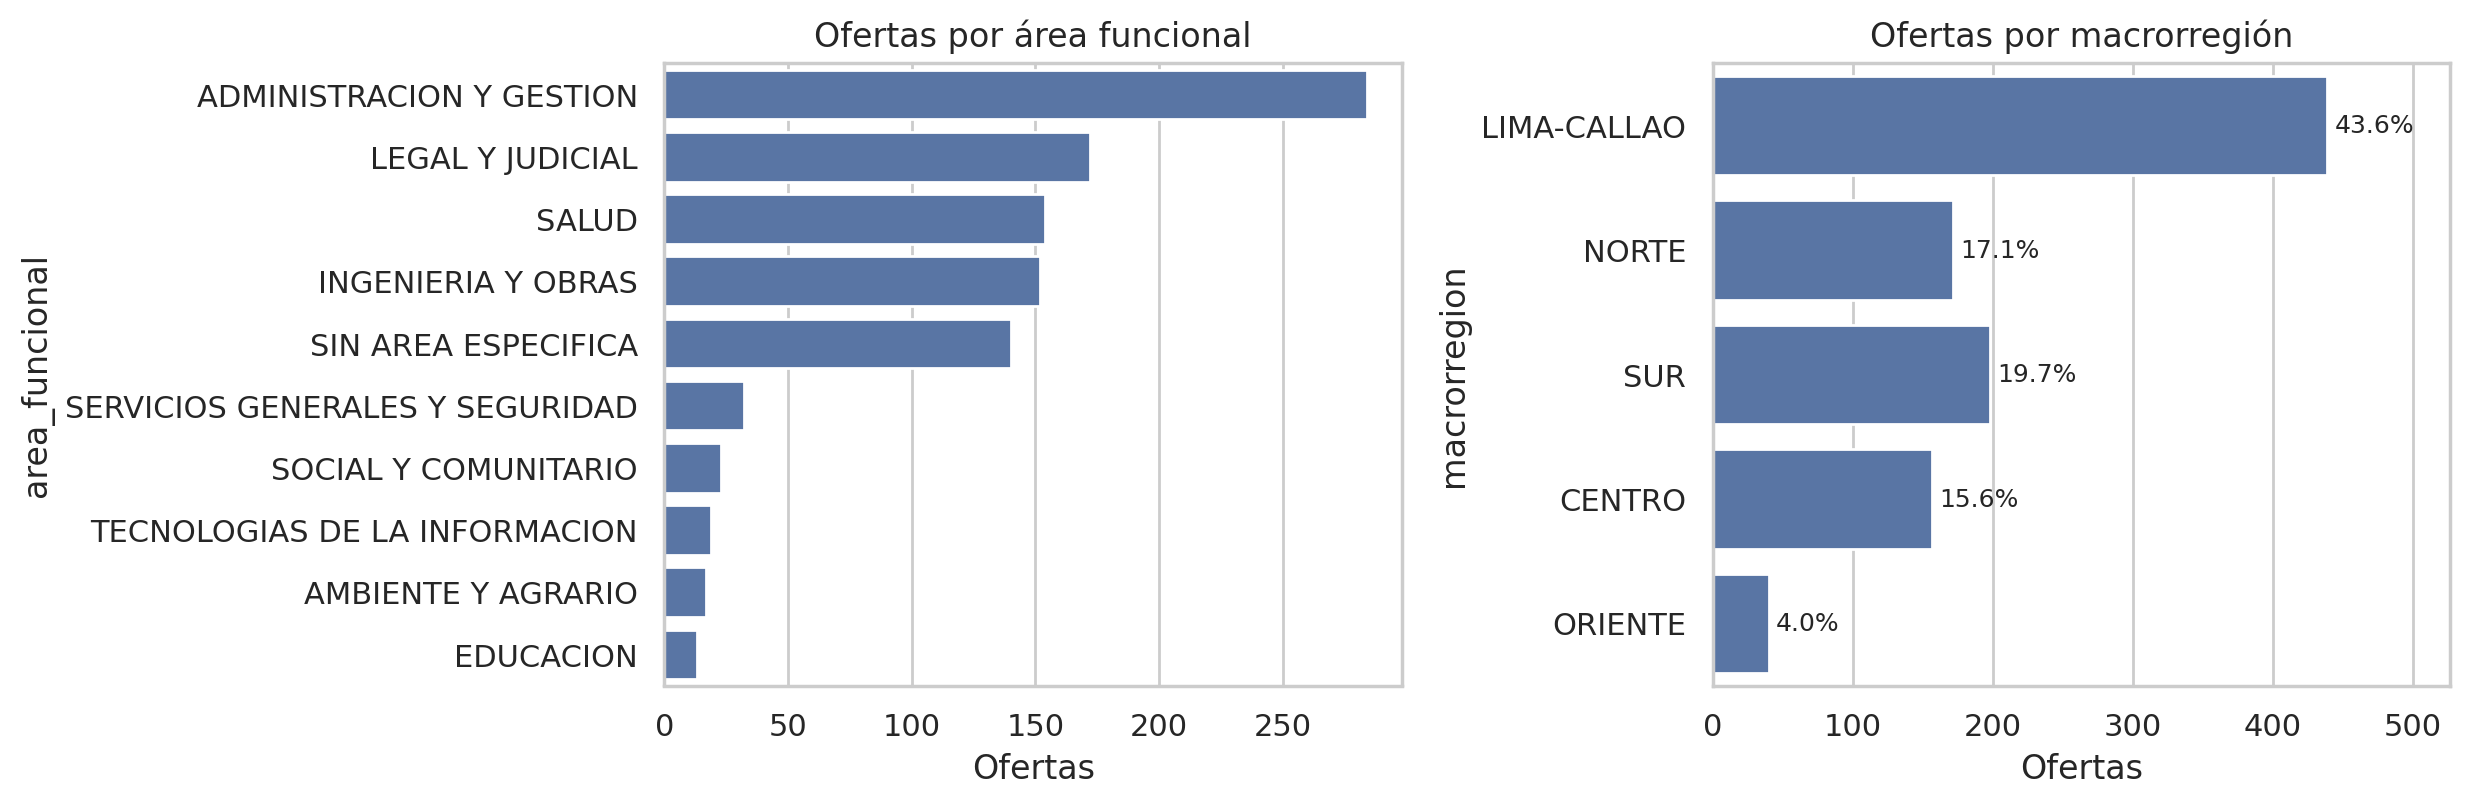 Ofertas por área funcional
area_funcional
ADMINISTRACION Y GESTION
LEGAL Y JUDICIAL
SALUD
INGENIERIA Y OBRAS
SIN AREA ESPECIFICA
SERVICIOS GENERALES Y SEGURIDAD
SOCIAL Y COMUNITARIO
TECNOLOGIAS DE LA INFORMACION
AMBIENTE Y AGRARIO
EDUCACION
0 50 100 150 200 250
Ofertas
Ofertas por macrorregión
macrorregion
LIMA-CALLAO 43.6%
NORTE 17.1%
SUR 19.7%
CENTRO 15.6%
ORIENTE 4.0%
0 100 200 300 400 500
Ofertas